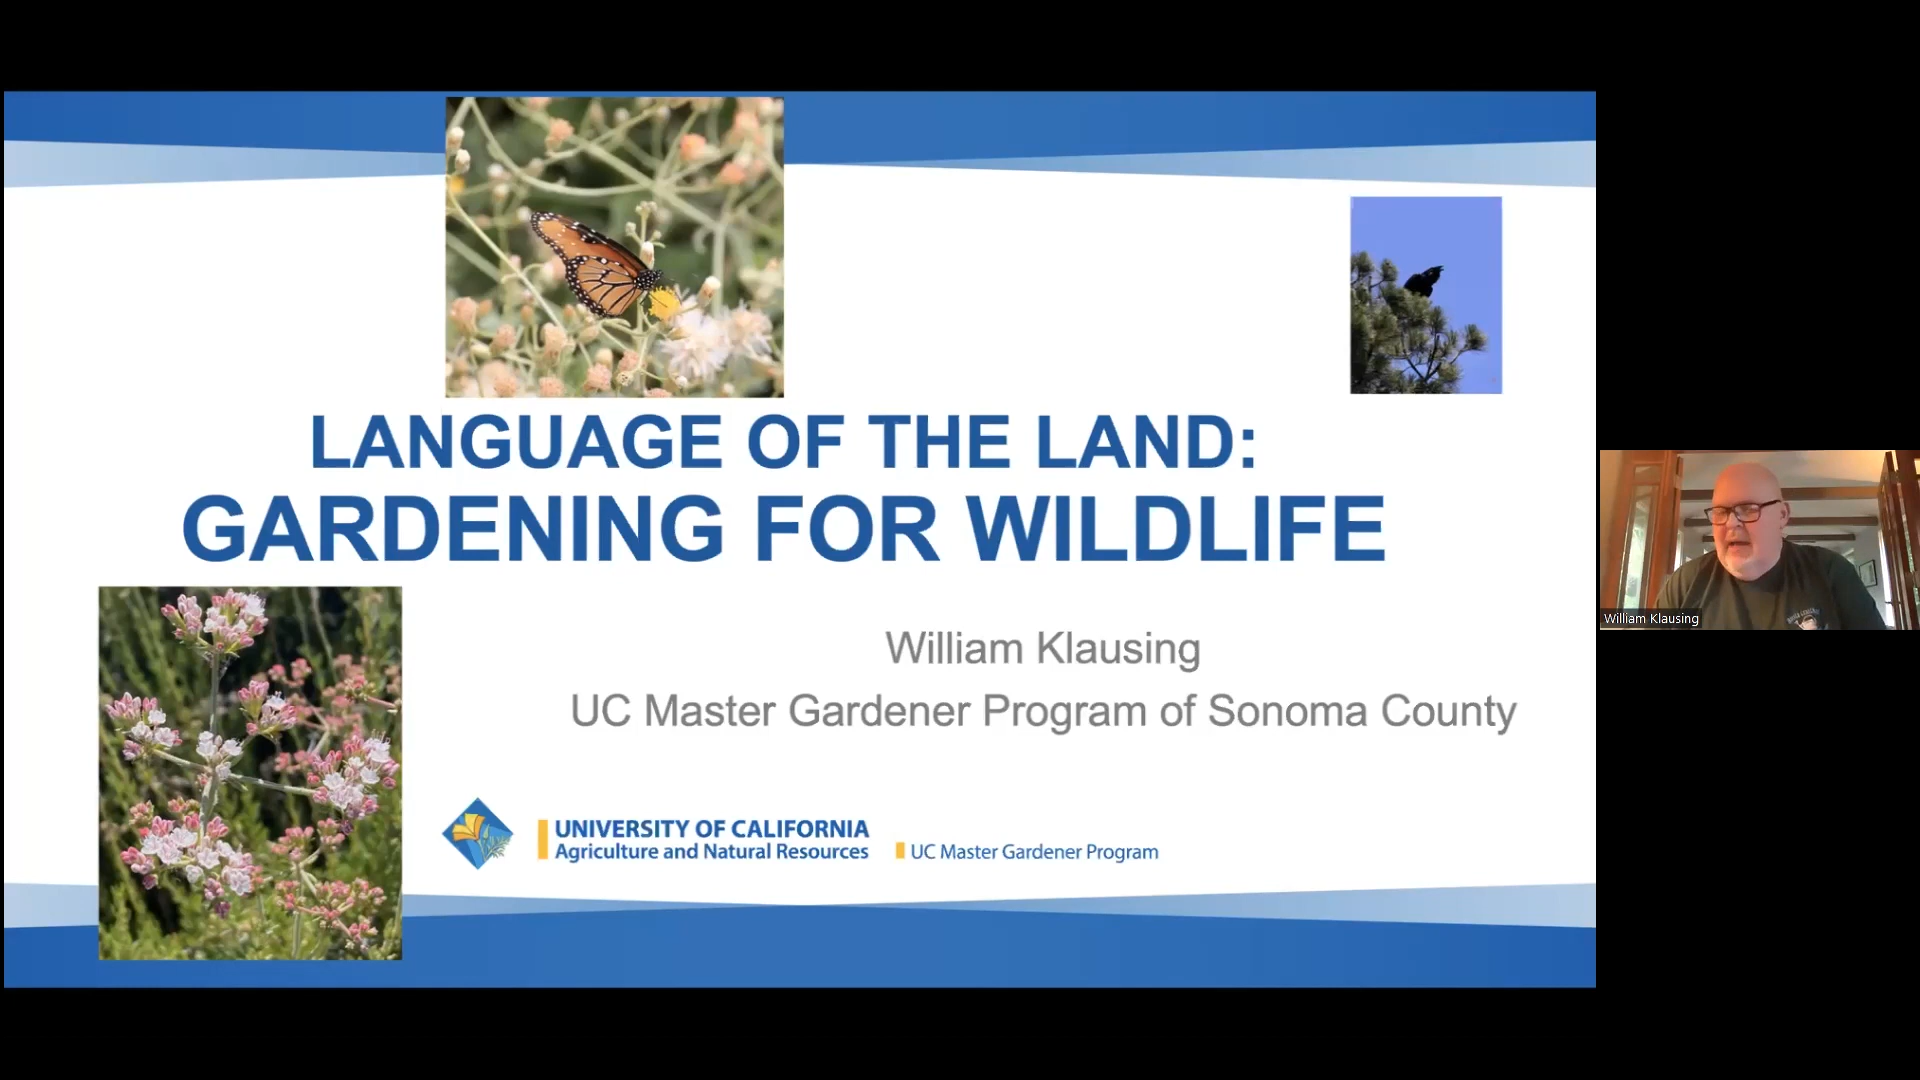 LANGUAGE OF THE LAND:
GARDENING FOR WILDLIFE
William Klausing
UC Master Gardener Program of Sonoma County
UNIVERSITY OF CALIFORNIA
Agriculture and Natural Resources
UC Master Gardener Program
William Klausing